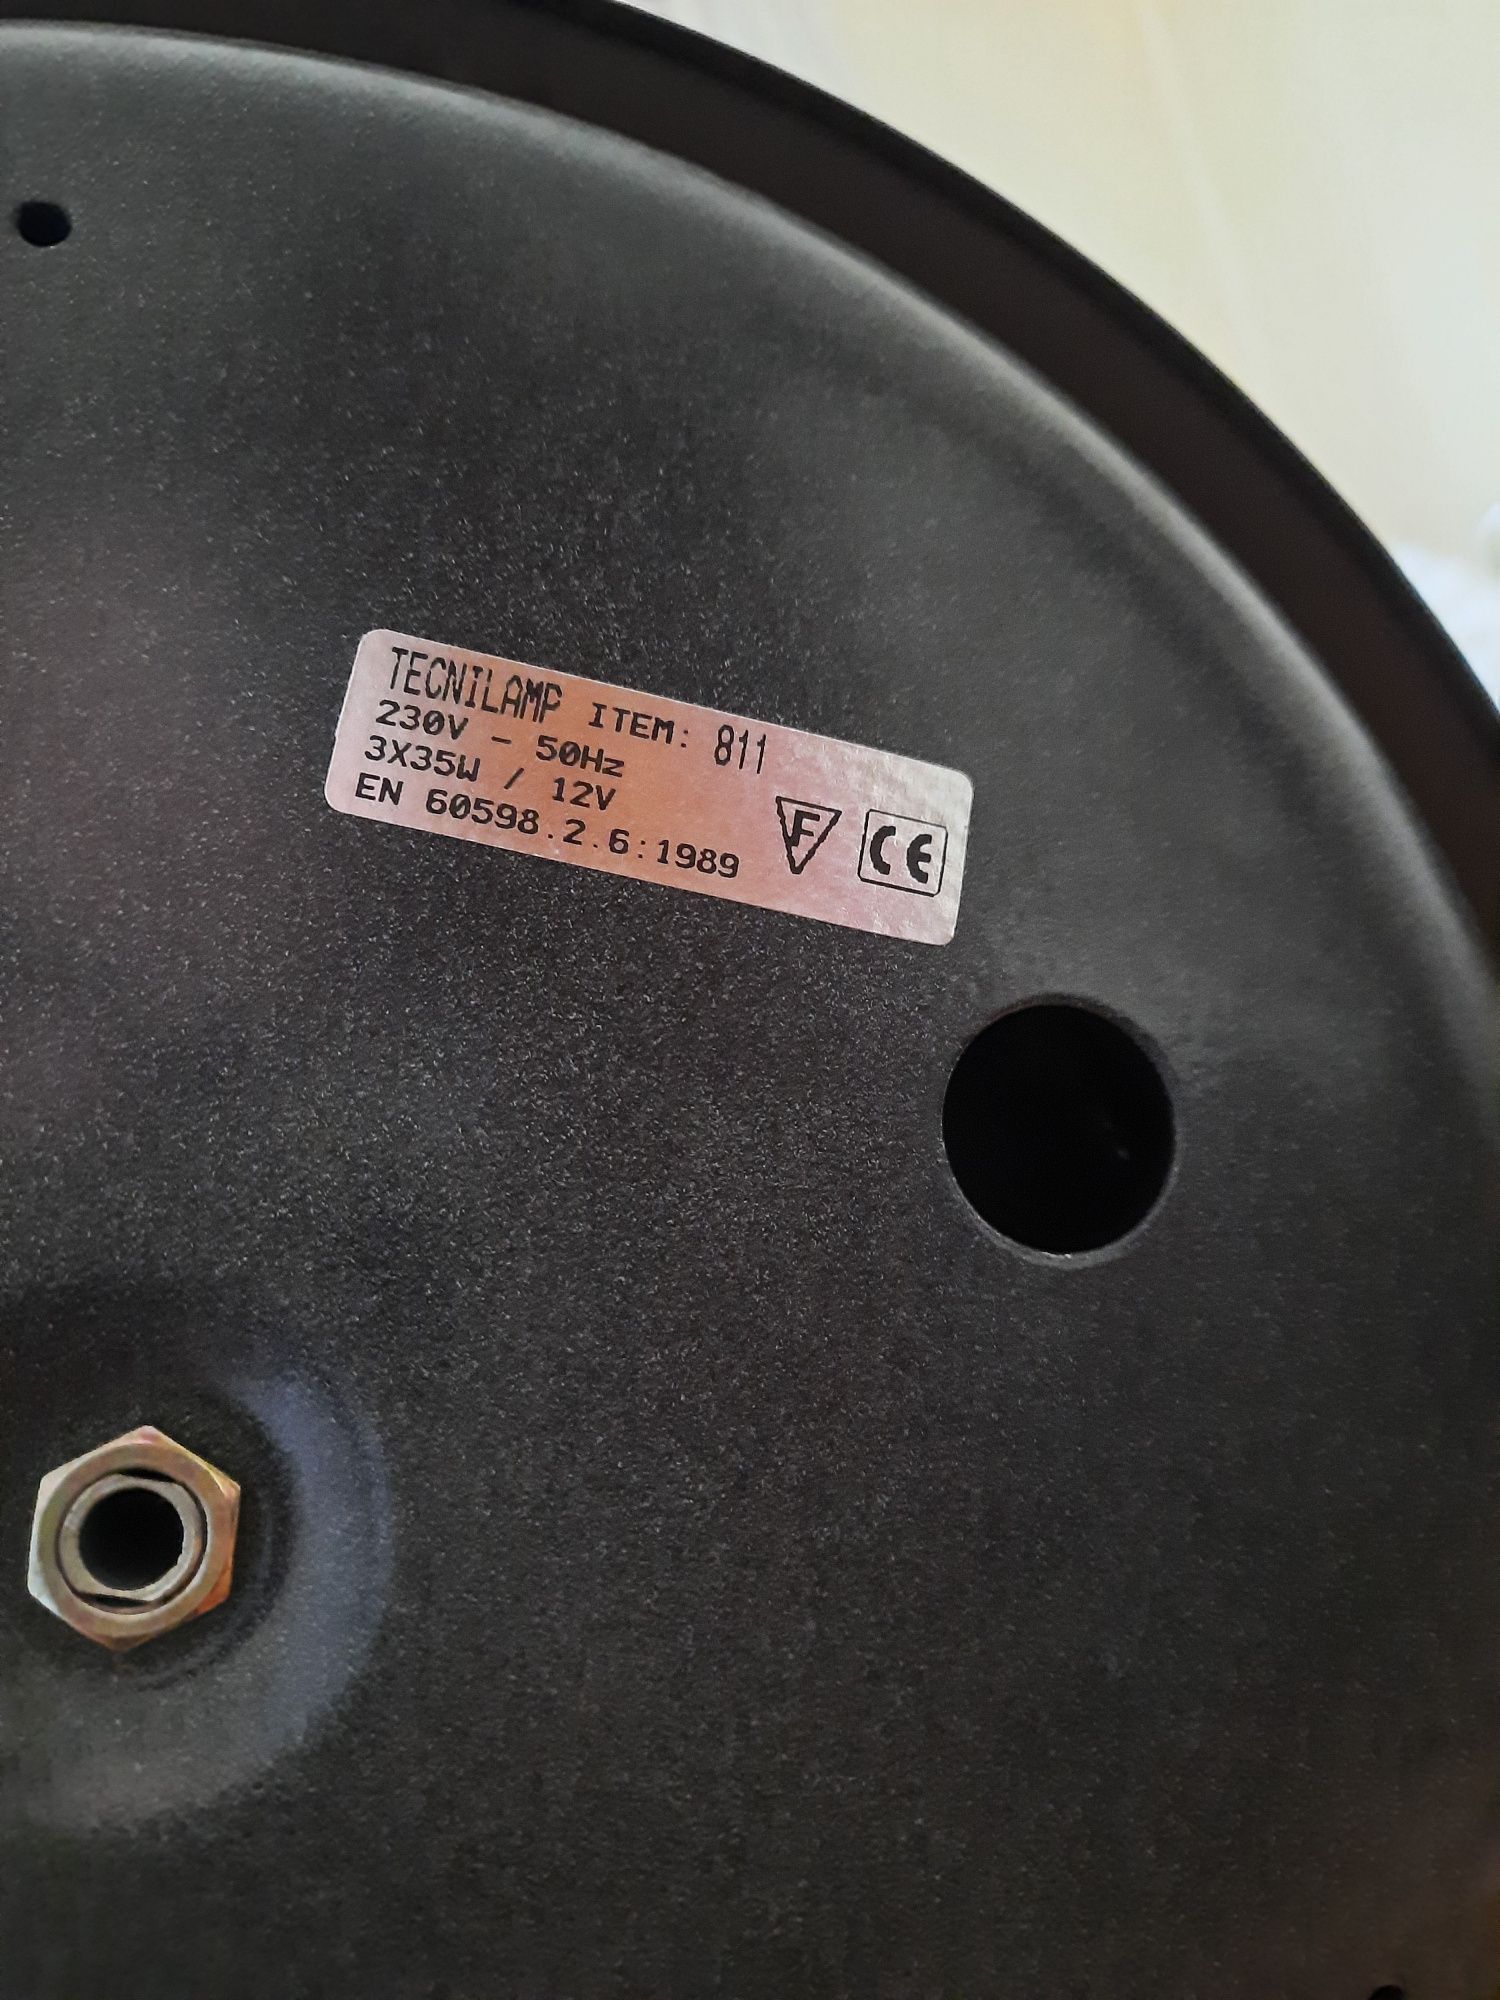 TECNILAMP ITEM: 811
230V - 50Hz
3X35W / 12V
EN 60598.2.6:1989 F CE